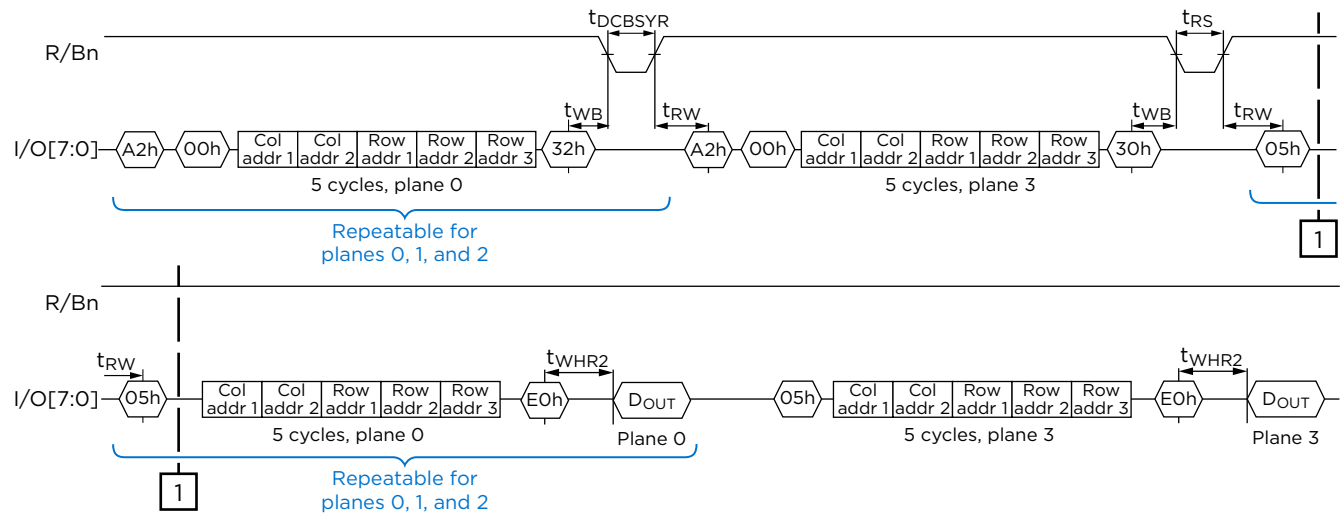 tDCBSYR
tRS
R/Bn
tWB
tRW
tWB
tRW
I/O[7:0]
A2h
00h
Col addr 1
Col addr 2
Row addr 1
Row addr 2
Row addr 3
32h
A2h
00h
Col addr 1
Col addr 2
Row addr 1
Row addr 2
Row addr 3
30h
05h
5 cycles, plane 0
5 cycles, plane 3
Repeatable for
planes 0, 1, and 2
1
R/Bn
tRW
tWHR2
tWHR2
I/O[7:0]
05h
Col addr 1
Col addr 2
Row addr 1
Row addr 2
Row addr 3
E0h
DOUT
05h
Col addr 1
Col addr 2
Row addr 1
Row addr 2
Row addr 3
E0h
DOUT
5 cycles, plane 0
Plane 0
5 cycles, plane 3
Plane 3
Repeatable for
planes 0, 1, and 2
1